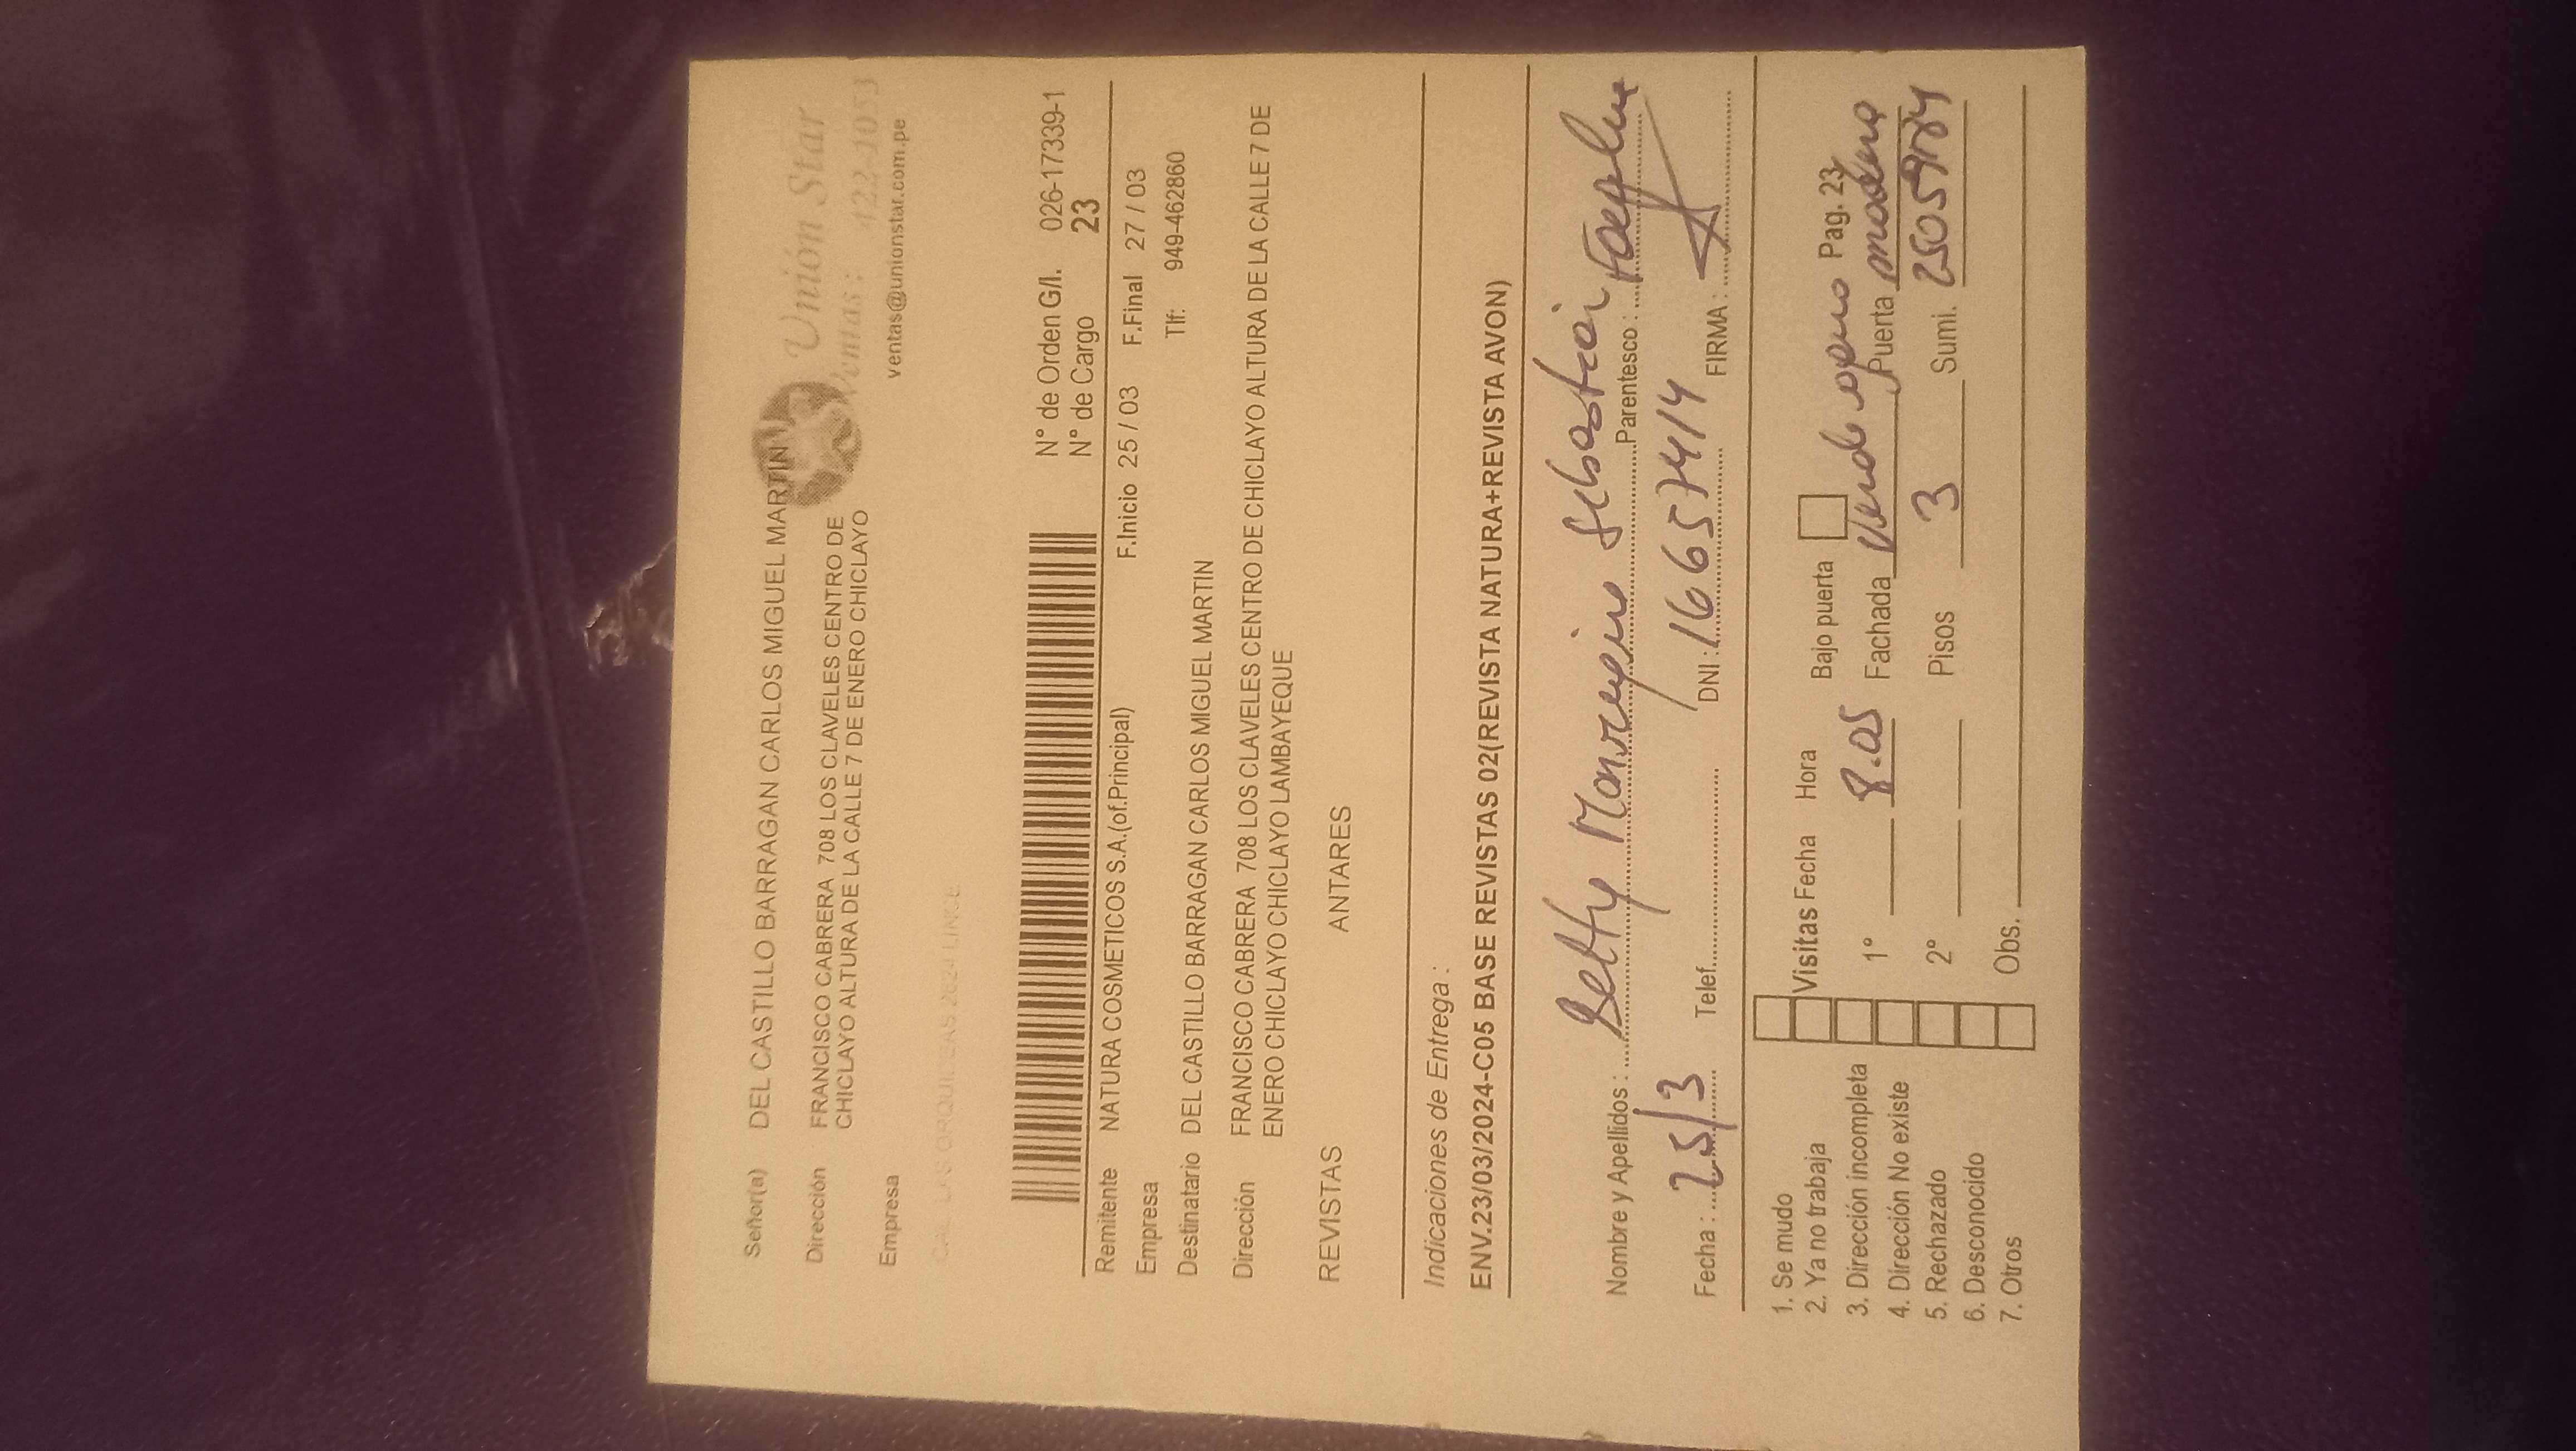 Señor(a) DEL CASTILLO BARRAGAN CARLOS MIGUEL MARTIN
Unión Star
Dirección FRANCISCO CABRERA 708 LOS CLAVELES CENTRO DE
CHICLAYO ALTURA DE LA CALLE 7 DE ENERO CHICLAYO
Ventas: 422-1053
Empresa
ventas@unionstar.com.pe
N° de Orden G/I. 026-17339-1
N° de Cargo 23
Remitente NATURA COSMETICOS S.A.(of.Principal)
F.Inicio 25 / 03 F.Final 27 / 03
Empresa
Tlf: 949-462860
Destinatario DEL CASTILLO BARRAGAN CARLOS MIGUEL MARTIN
Dirección FRANCISCO CABRERA 708 LOS CLAVELES CENTRO DE CHICLAYO ALTURA DE LA CALLE 7 DE
ENERO CHICLAYO CHICLAYO LAMBAYEQUE
REVISTAS ANTARES
Indicaciones de Entrega :
ENV.23/03/2024-C05 BASE REVISTAS 02(REVISTA NATURA+REVISTA AVON)
Nombre y Apellidos : Betty Parentesco :
Fecha : 25/3 Telef. DNI : 16657414 FIRMA :
1. Se mudo
2. Ya no trabaja
3. Dirección incompleta
4. Dirección No existe
5. Rechazado
6. Desconocido
7. Otros
Visitas Fecha Hora Bajo puerta Pag. 23
1° 8.05 Fachada Puerta madera
2° Pisos 3 Sumi.
Obs.